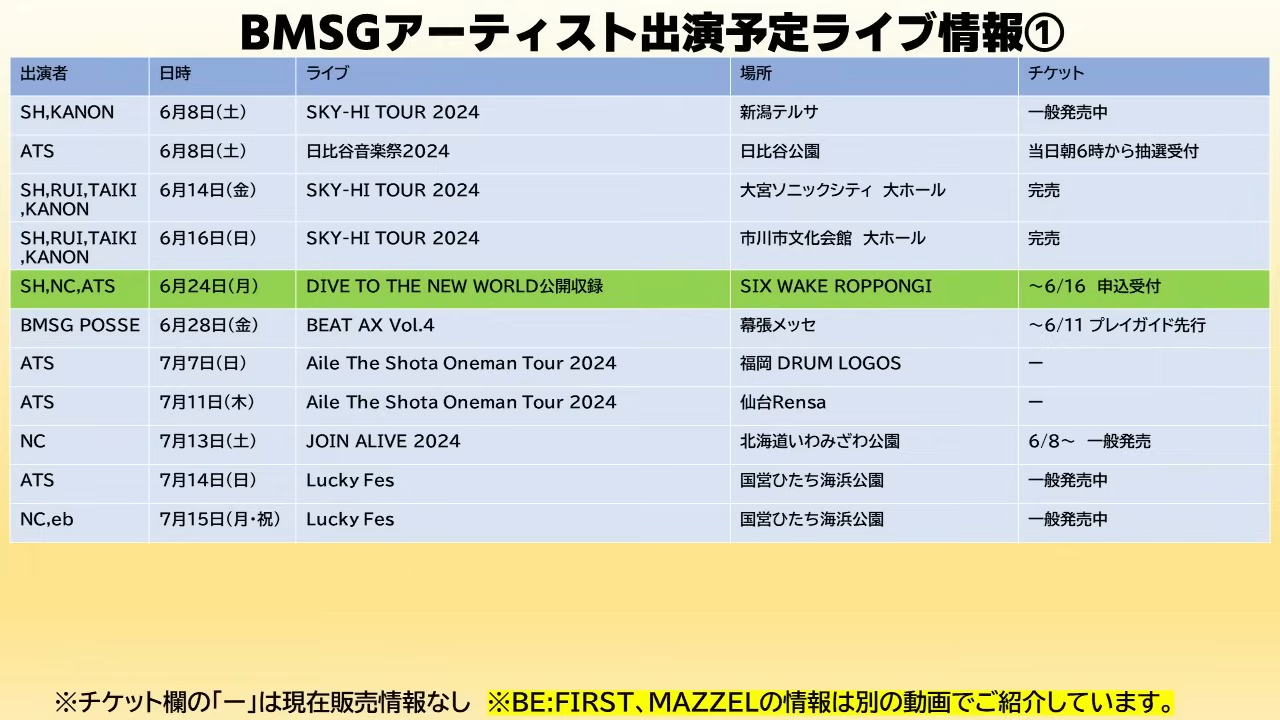 BMSGアーティスト出演予定ライブ情報①
出演者 日時 ライブ 場所 チケット
SH,KANON 6月8日(土) SKY-HI TOUR 2024 新潟テルサ 一般発売中
ATS 6月8日(土) 日比谷音楽祭2024 日比谷公園 当日朝6時から抽選受付
SH,RUI,TAIKI
,KANON 6月14日(金) SKY-HI TOUR 2024 大宮ソニックシティ 大ホール 完売
SH,RUI,TAIKI
,KANON 6月16日(日) SKY-HI TOUR 2024 市川市文化会館 大ホール 完売
SH,NC,ATS 6月24日(月) DIVE TO THE NEW WORLD公開収録 SIX WAKE ROPPONGI ~6/16 申込受付
BMSG POSSE 6月28日(金) BEAT AX Vol.4 幕張メッセ ~6/11 プレイガイド先行
ATS 7月7日(日) Aile The Shota Oneman Tour 2024 福岡 DRUM LOGOS ー
ATS 7月11日(木) Aile The Shota Oneman Tour 2024 仙台Rensa ー
NC 7月13日(土) JOIN ALIVE 2024 北海道いわみざわ公園 6/8~ 一般発売
ATS 7月14日(日) Lucky Fes 国営ひたち海浜公園 一般発売中
NC,eb 7月15日(月・祝) Lucky Fes 国営ひたち海浜公園 一般発売中
※チケット欄の「ー」は現在販売情報なし ※BE:FIRST、MAZZELの情報は別の動画でご紹介しています。